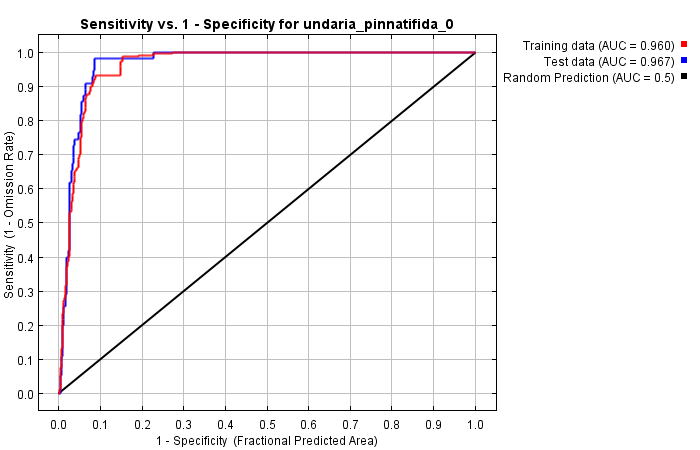 Sensitivity vs. 1 - Specificity for undaria_pinnatifida_0
Training data (AUC = 0.960)
Test data (AUC = 0.967)
Random Prediction (AUC = 0.5)
Sensitivity (1 - Omission Rate)
1.0
0.9
0.8
0.7
0.6
0.5
0.4
0.3
0.2
0.1
0.0
0.0 0.1 0.2 0.3 0.4 0.5 0.6 0.7 0.8 0.9 1.0
1 - Specificity (Fractional Predicted Area)